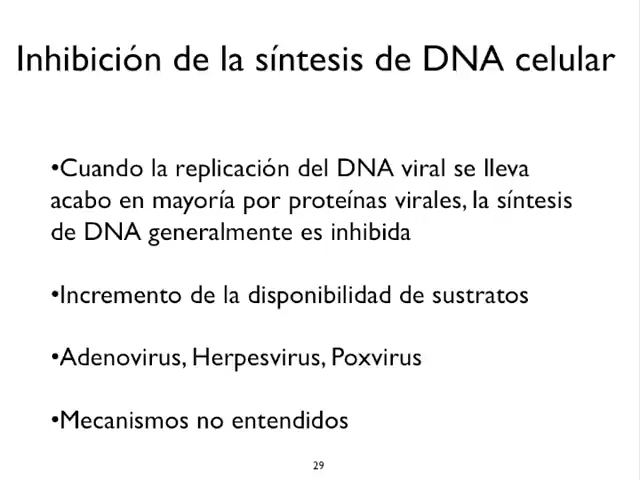 Inhibición de la síntesis de DNA celular
•Cuando la replicación del DNA viral se lleva
acabo en mayoría por proteínas virales, la síntesis
de DNA generalmente es inhibida
•Incremento de la disponibilidad de sustratos
•Adenovirus, Herpesvirus, Poxvirus
•Mecanismos no entendidos
29